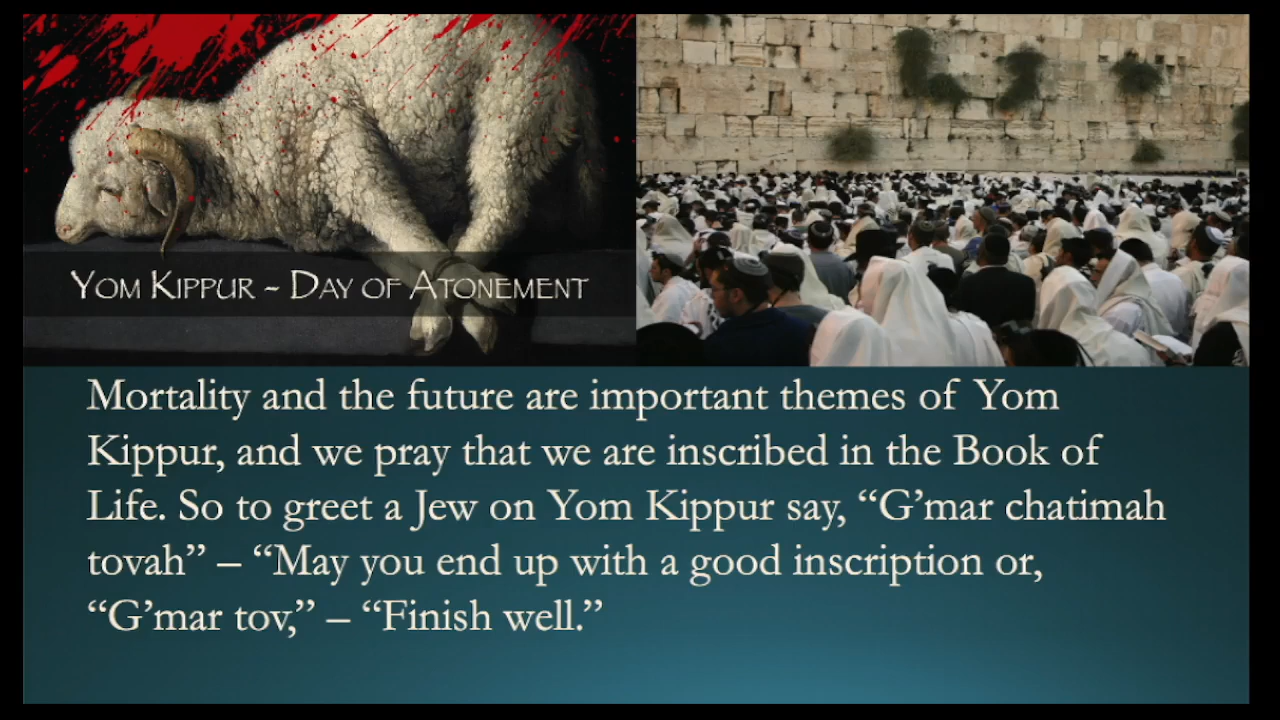 Yom Kippur ~ Day of Atonement
Mortality and the future are important themes of Yom
Kippur, and we pray that we are inscribed in the Book of
Life. So to greet a Jew on Yom Kippur say, “G’mar chatimah
tovah” – “May you end up with a good inscription or,
“G’mar tov,” – “Finish well.”